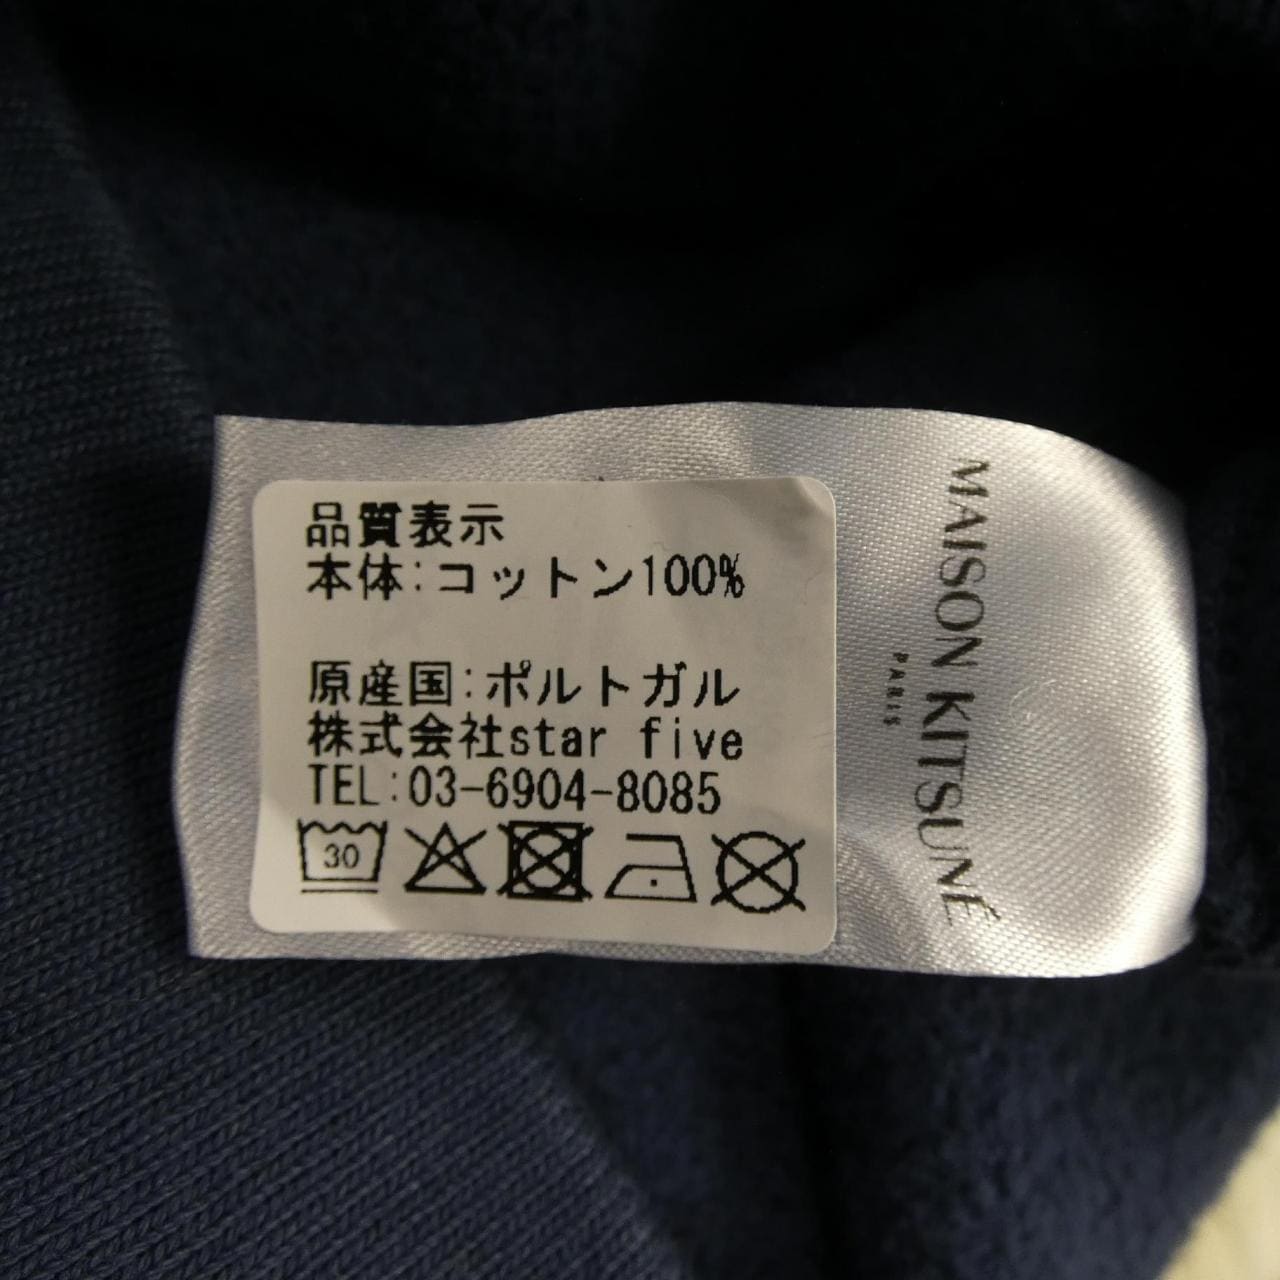 品質表示
本体:コットン100%
原産国:ポルトガル
株式会社star five
TEL:03-6904-8085
30
MAISON KITSUNÉ
PARIS